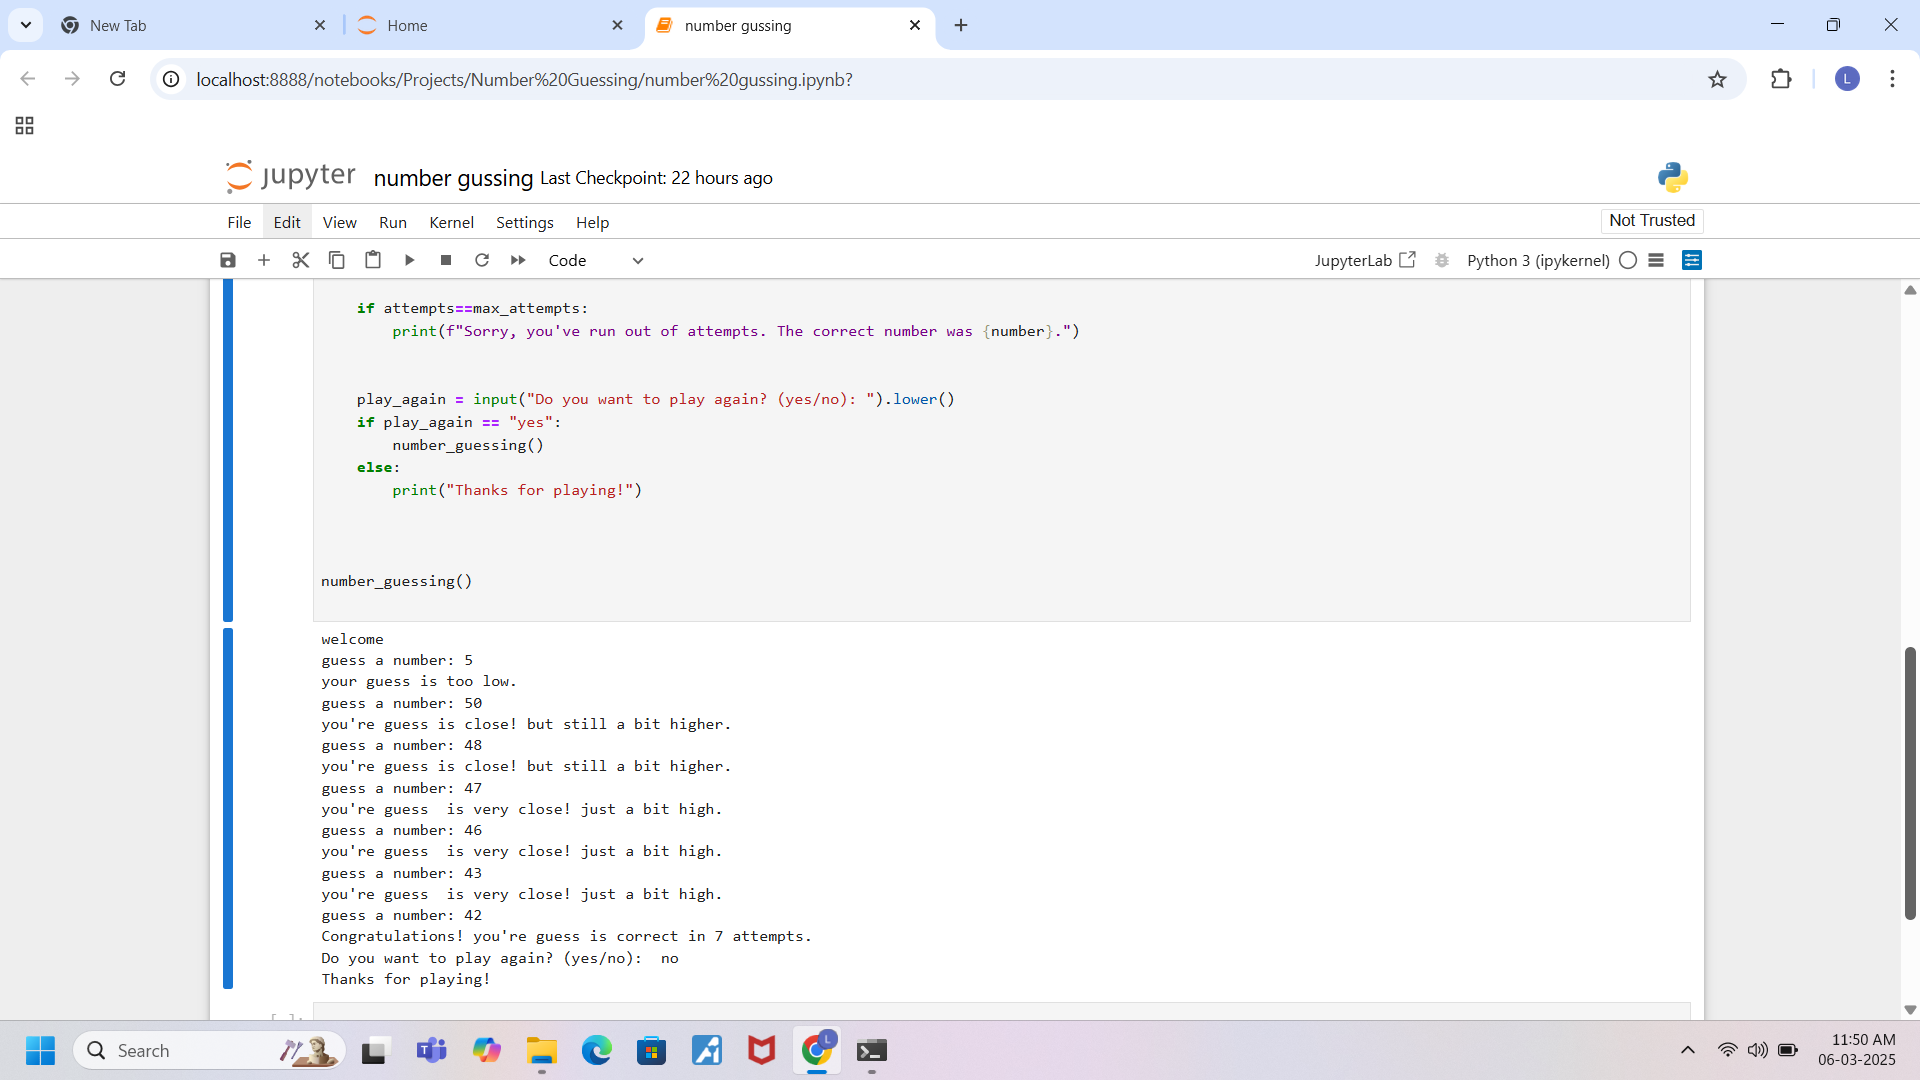 New Tab
Home
number gussing
localhost:8888/notebooks/Projects/Number%20Guessing/number%20gussing.ipynb?
L
jupyter number gussing Last Checkpoint: 22 hours ago
File Edit View Run Kernel Settings Help
Not Trusted
Code
JupyterLab
Python 3 (ipykernel)
if attempts==max_attempts:
print(f"Sorry, you've run out of attempts. The correct number was {number}.")
play_again = input("Do you want to play again? (yes/no): ").lower()
if play_again == "yes":
number_guessing()
else:
print("Thanks for playing!")
number_guessing()
welcome
guess a number: 5
your guess is too low.
guess a number: 50
you're guess is close! but still a bit higher.
guess a number: 48
you're guess is close! but still a bit higher.
guess a number: 47
you're guess  is very close! just a bit high.
guess a number: 46
you're guess  is very close! just a bit high.
guess a number: 43
you're guess  is very close! just a bit high.
guess a number: 42
Congratulations! you're guess is correct in 7 attempts.
Do you want to play again? (yes/no):  no
Thanks for playing!
[ ]:
Search
L
11:50 AM
06-03-2025